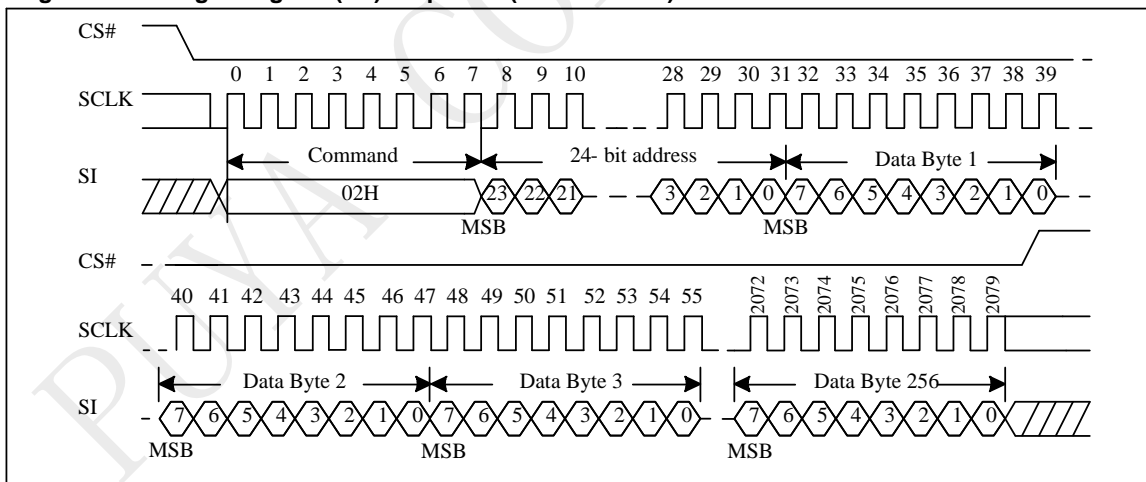 CS#
0 1 2 3 4 5 6 7 8 9 10 28 29 30 31 32 33 34 35 36 37 38 39
SCLK
Command 24- bit address Data Byte 1
SI
02H 23 22 21 3 2 1 0 7 6 5 4 3 2 1 0
MSB MSB
CS#
40 41 42 43 44 45 46 47 48 49 50 51 52 53 54 55 2072 2073 2074 2075 2076 2077 2078 2079
SCLK
Data Byte 2 Data Byte 3 Data Byte 256
SI
7 6 5 4 3 2 1 0 7 6 5 4 3 2 1 0 7 6 5 4 3 2 1 0
MSB MSB MSB
PUYA